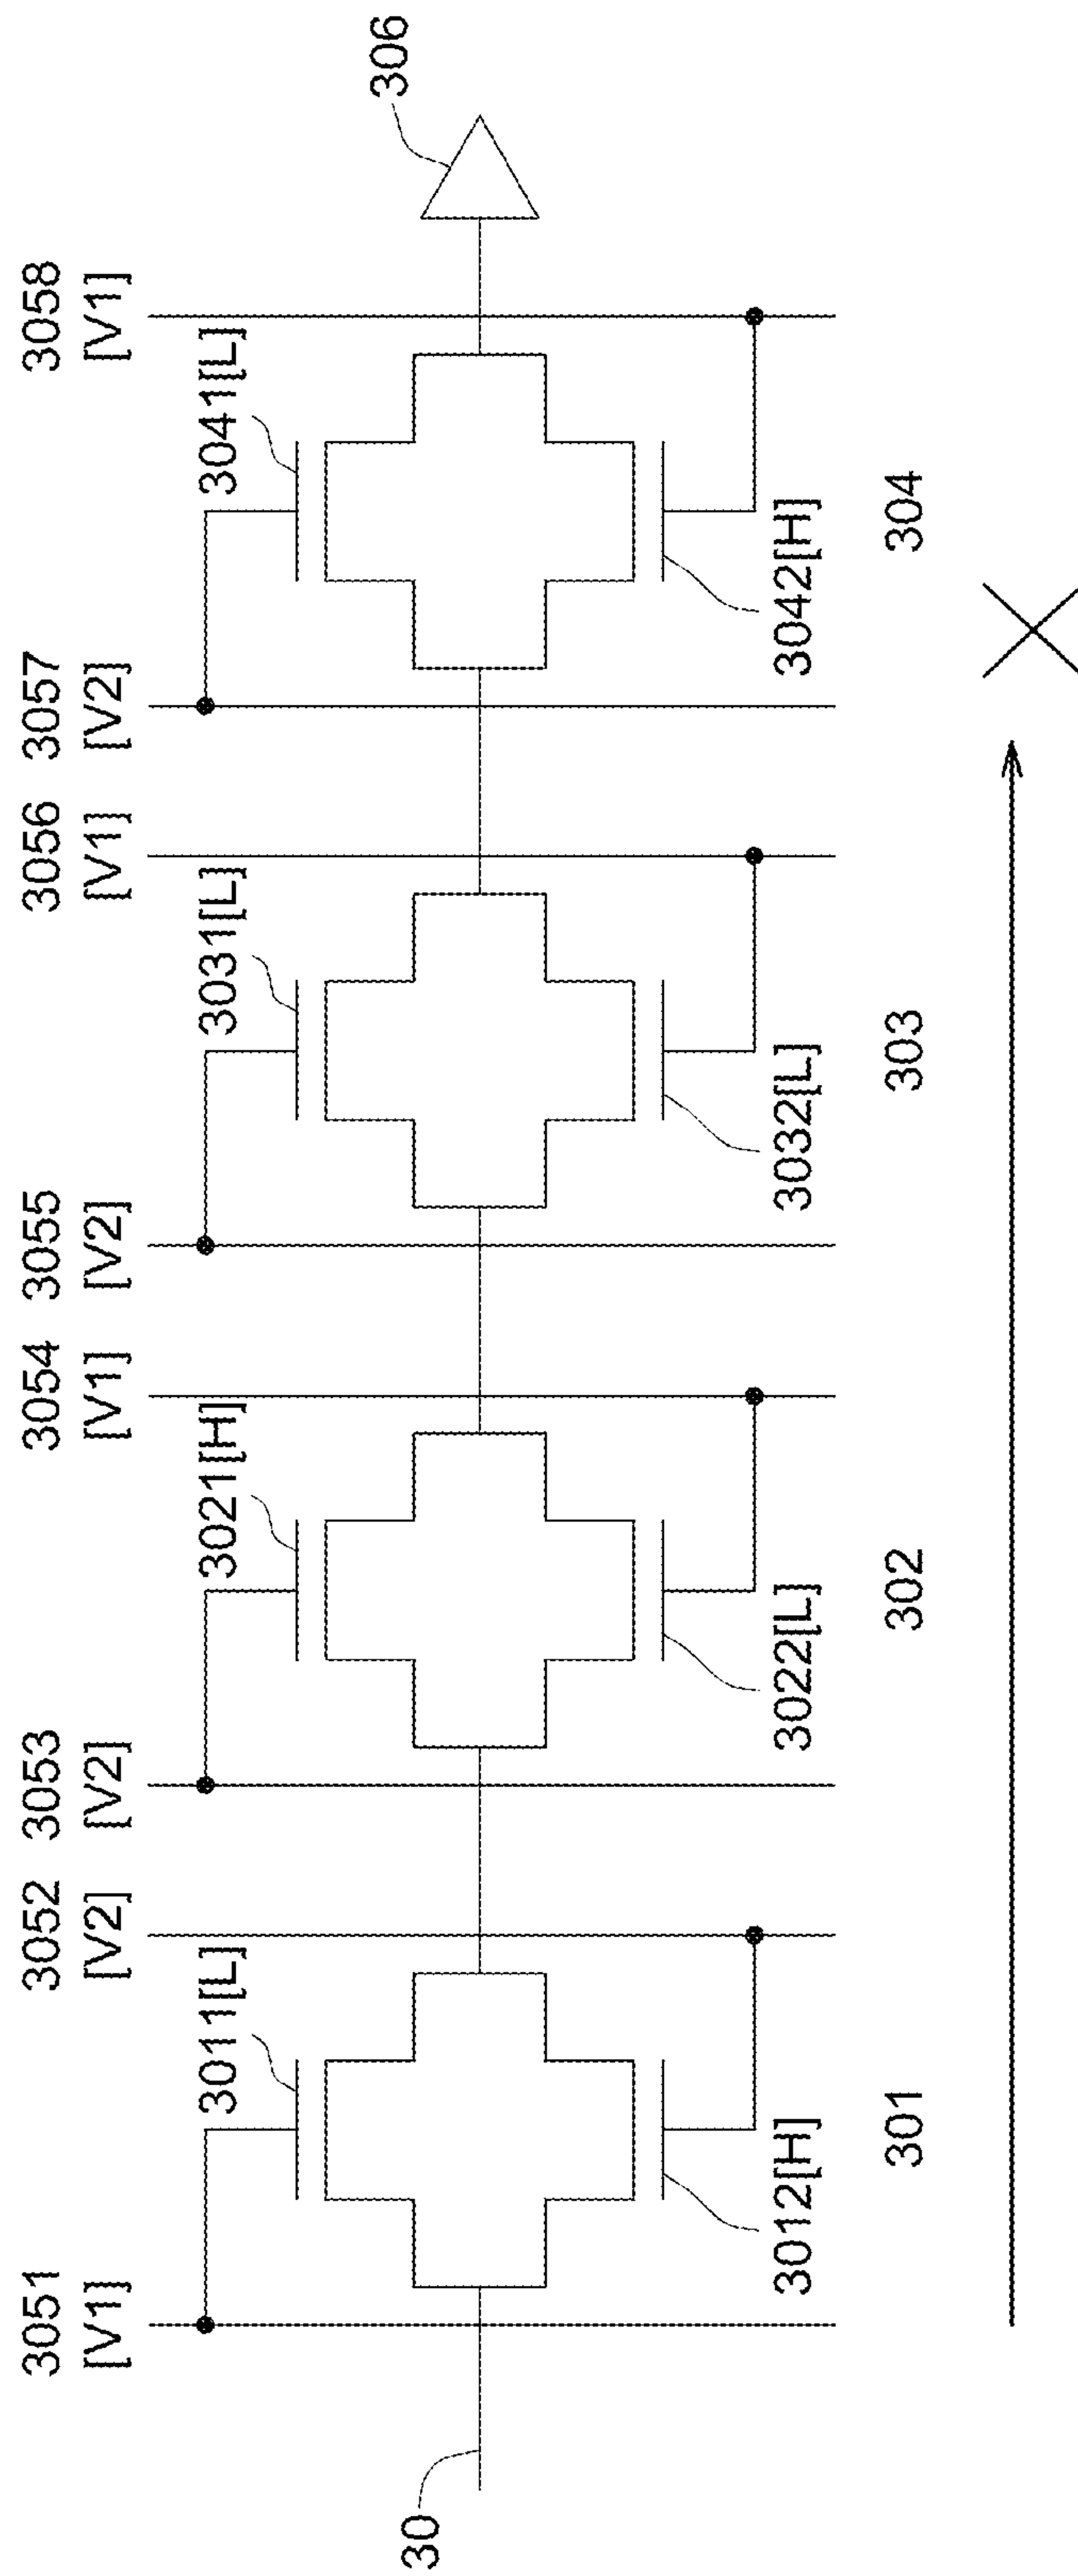 3051 3052 3053 3054 3055 3056 3057 3058
[V1] [V2] [V2] [V1] [V2] [V1] [V2] [V1]
3011[L] 3021[H] 3031[L] 3041[L]
30 306
3012[H] 3022[L] 3032[L] 3042[H]
301 302 303 304